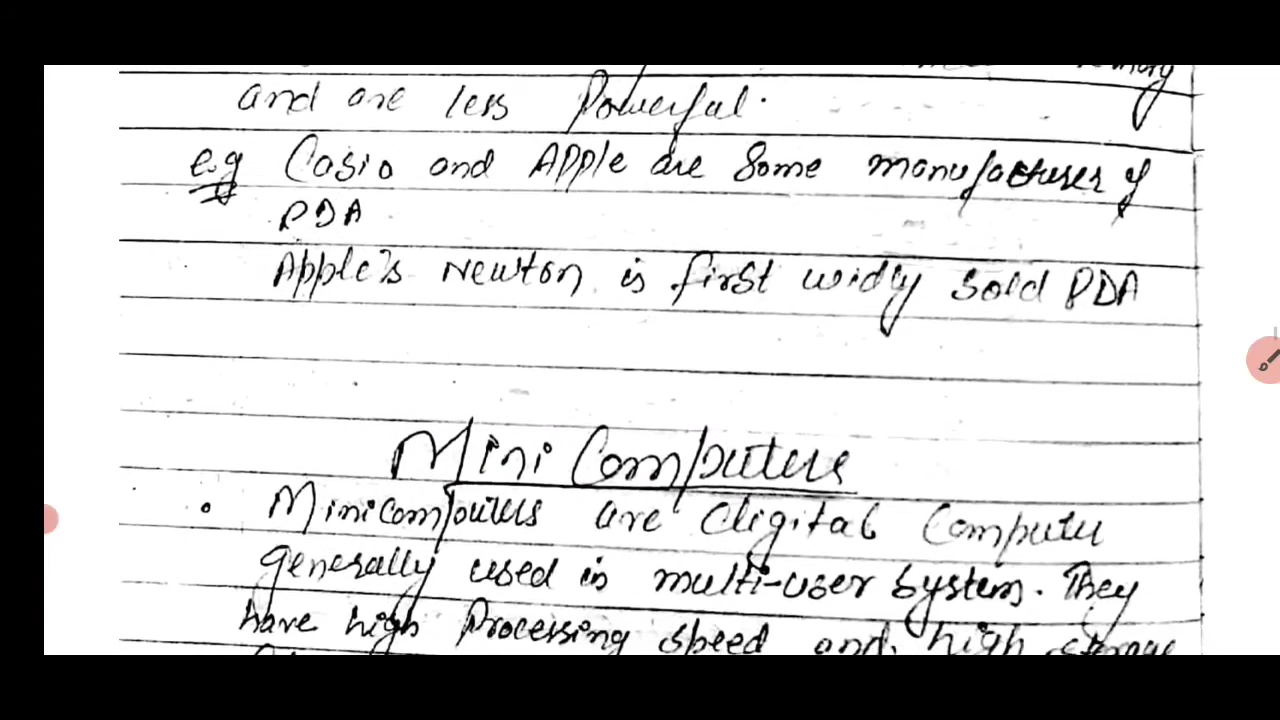 and are less Powerful.
e.g Casio and Apple are Some manufacturer of
PDA
Apple's Newton is first widly sold PDA
Mini Computers
• Minicomputers are digital Computer
generally used in multi-user system. They
have high Processing speed and high storage